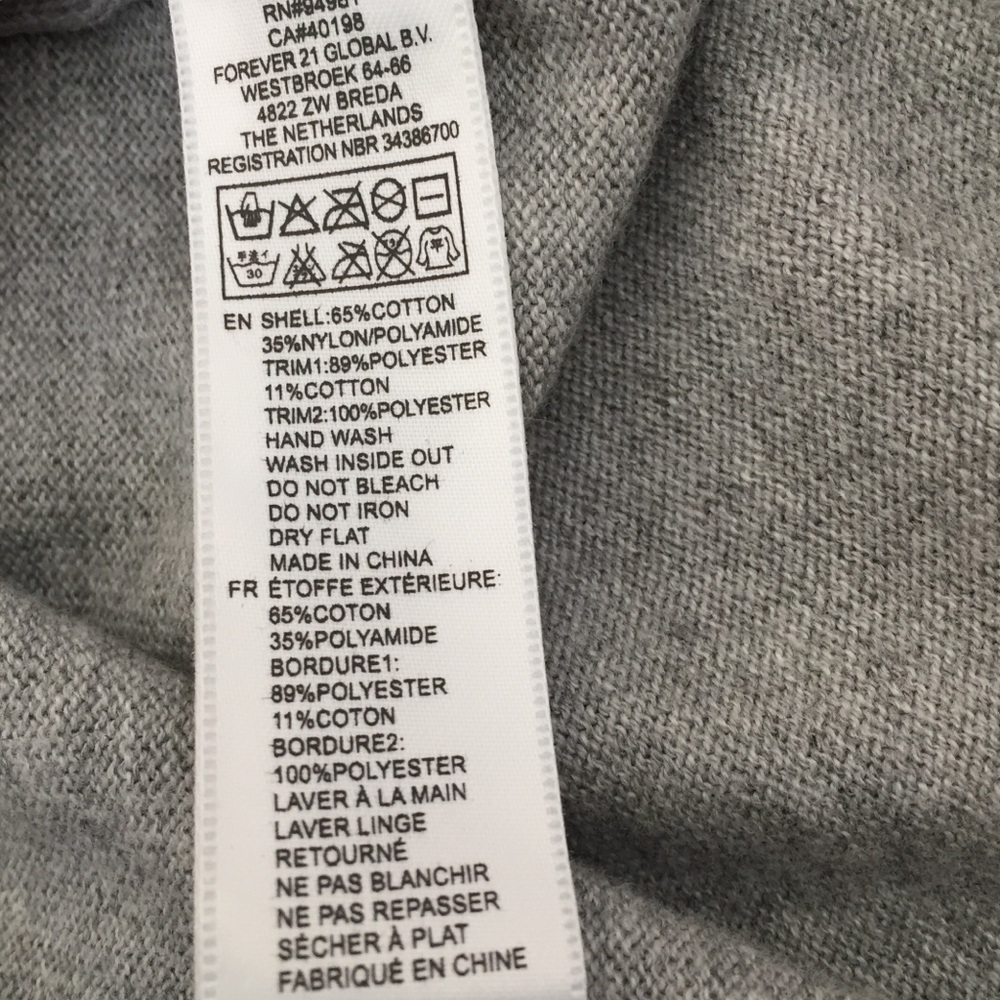 CA#40198
FOREVER 21 GLOBAL B.V.
WESTBROEK 64-66
4822 ZW BREDA
THE NETHERLANDS
REGISTRATION NBR 34386700
手洗イ
30
平
EN SHELL:65%COTTON
35%NYLON/POLYAMIDE
TRIM1:89%POLYESTER
11%COTTON
TRIM2:100%POLYESTER
HAND WASH
WASH INSIDE OUT
DO NOT BLEACH
DO NOT IRON
DRY FLAT
MADE IN CHINA
FR ÉTOFFE EXTÉRIEURE:
65%COTON
35%POLYAMIDE
BORDURE1:
89%POLYESTER
11%COTON
BORDURE2:
100%POLYESTER
LAVER À LA MAIN
LAVER LINGE
RETOURNÉ
NE PAS BLANCHIR
NE PAS REPASSER
SÉCHER À PLAT
FABRIQUÉ EN CHINE